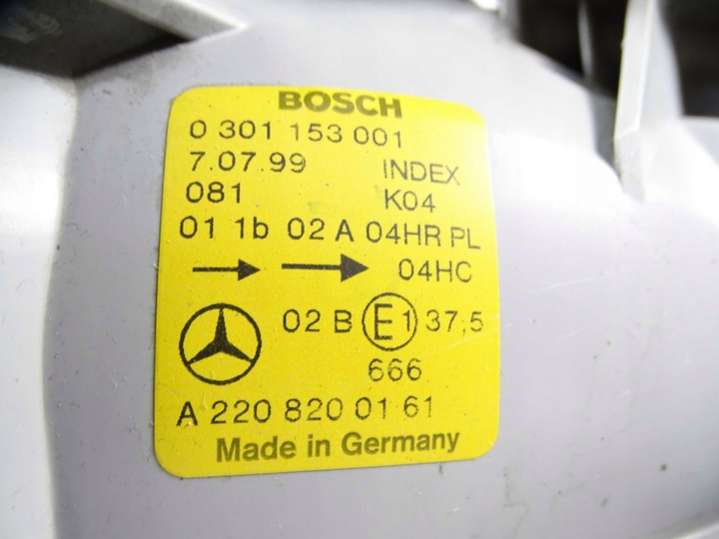 BOSCH
0 301 153 001
7.07.99 INDEX
081 K04
01 1b 02 A 04HR PL
04HC
02 B E1 37,5
666
A 220 820 01 61
Made in Germany